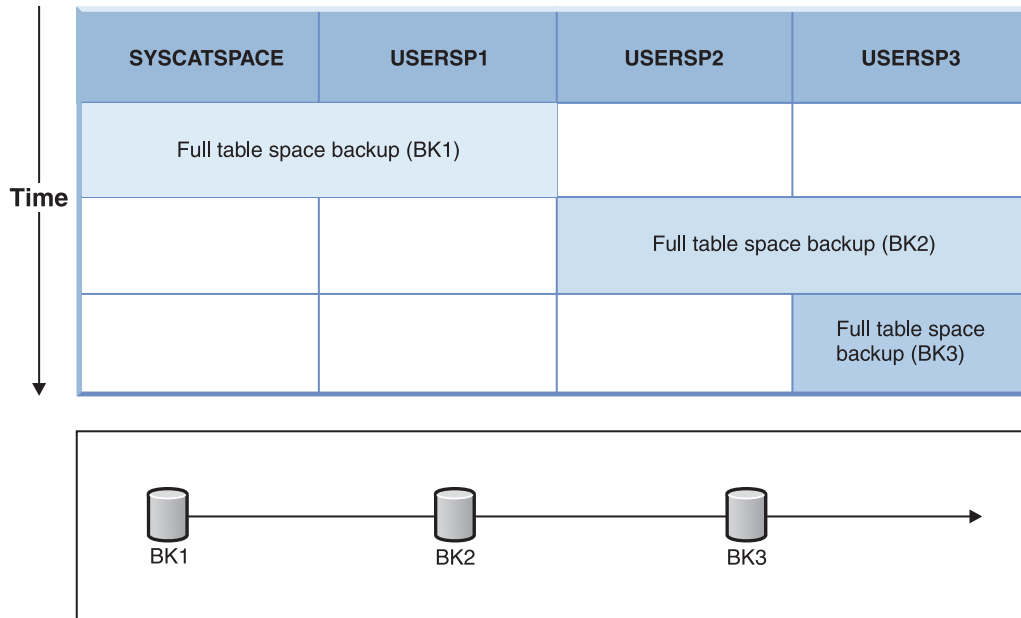 SYSCATSPACE
USERSP1
USERSP2
USERSP3
Full table space backup (BK1)
Time
Full table space backup (BK2)
Full table space
backup (BK3)
BK1
BK2
BK3